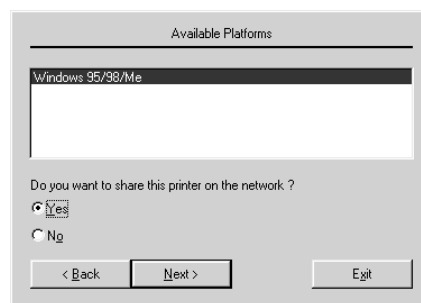 Available Platforms
Windows 95/98/Me
Do you want to share this printer on the network ?
Yes
No
< Back
Next >
Exit